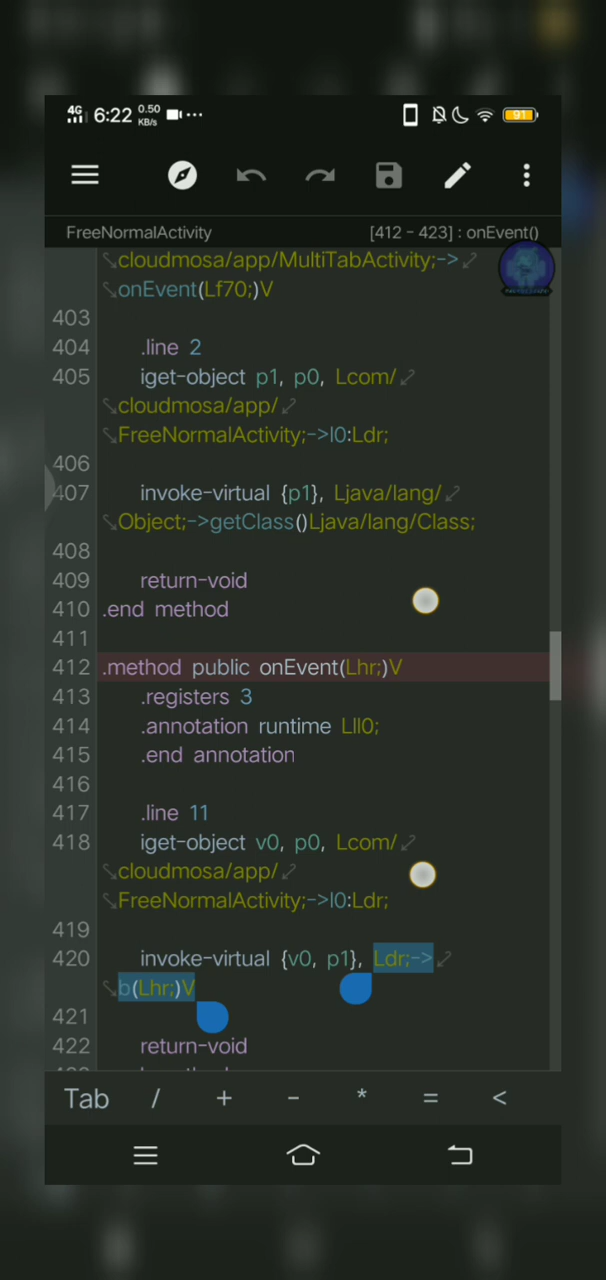 4G 6:22 0.50 KB/s ··· 91
FreeNormalActivity [412 - 423] : onEvent()
cloudmosa/app/MultiTabActivity;->
onEvent(Lf70;)V
403
404 .line 2
405 iget-object p1, p0, Lcom/
cloudmosa/app/
FreeNormalActivity;->l0:Ldr;
406
407 invoke-virtual {p1}, Ljava/lang/
Object;->getClass()Ljava/lang/Class;
408
409 return-void
410 .end method
411
412 .method public onEvent(Lhr;)V
413 .registers 3
414 .annotation runtime Lll0;
415 .end annotation
416
417 .line 11
418 iget-object v0, p0, Lcom/
cloudmosa/app/
FreeNormalActivity;->l0:Ldr;
419
420 invoke-virtual {v0, p1}, Ldr;->
b(Lhr;)V
421
422 return-void
Tab / + - * = <